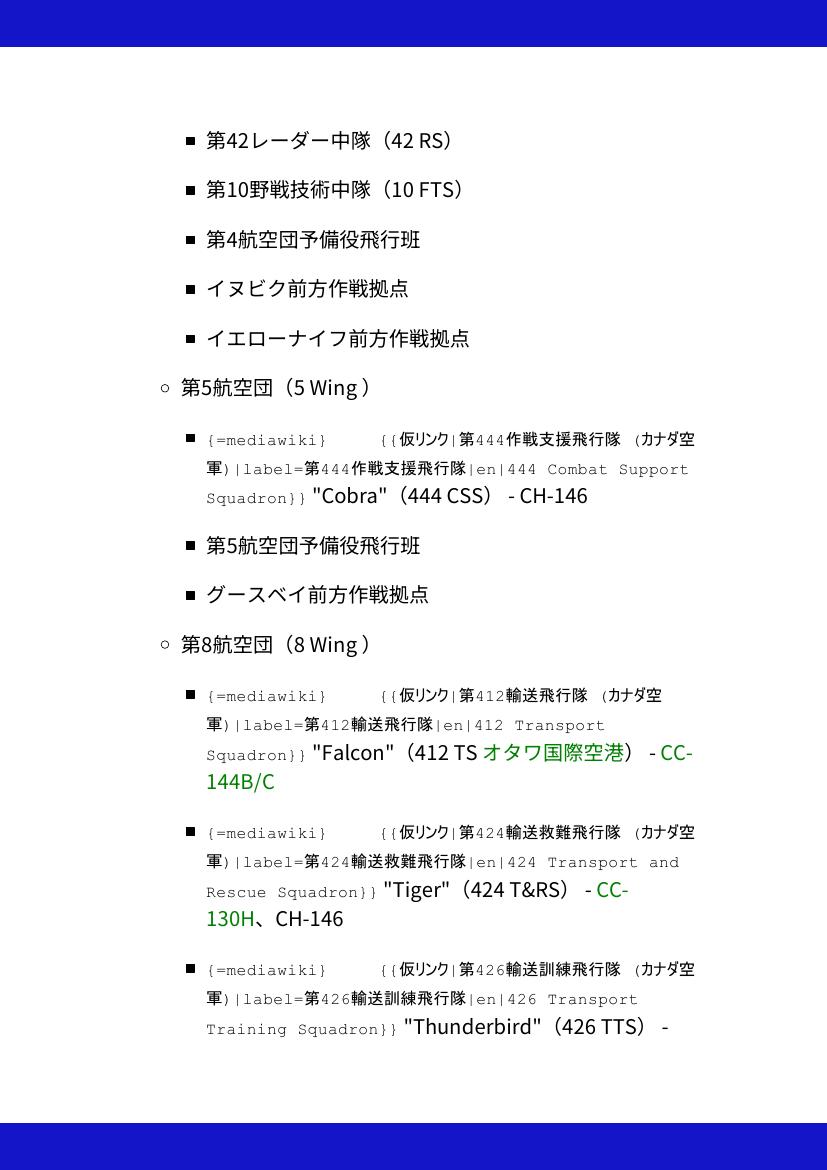 第42レーダー中隊（42 RS）
第10野戦技術中隊（10 FTS）
第4航空団予備役飛行班
イヌビク前方作戦拠点
イエローナイフ前方作戦拠点
第5航空団（5 Wing ）
{=mediawiki} {{仮リンク|第444作戦支援飛行隊 (カナダ空
軍)|label=第444作戦支援飛行隊|en|444 Combat Support
Squadron}} "Cobra"（444 CSS） - CH-146
第5航空団予備役飛行班
グースベイ前方作戦拠点
第8航空団（8 Wing ）
{=mediawiki} {{仮リンク|第412輸送飛行隊 (カナダ空
軍)|label=第412輸送飛行隊|en|412 Transport
Squadron}} "Falcon"（412 TS オタワ国際空港） - CC-
144B/C
{=mediawiki} {{仮リンク|第424輸送救難飛行隊 (カナダ空
軍)|label=第424輸送救難飛行隊|en|424 Transport and
Rescue Squadron}} "Tiger"（424 T&RS） - CC-
130H、CH-146
{=mediawiki} {{仮リンク|第426輸送訓練飛行隊 (カナダ空
軍)|label=第426輸送訓練飛行隊|en|426 Transport
Training Squadron}} "Thunderbird"（426 TTS） -